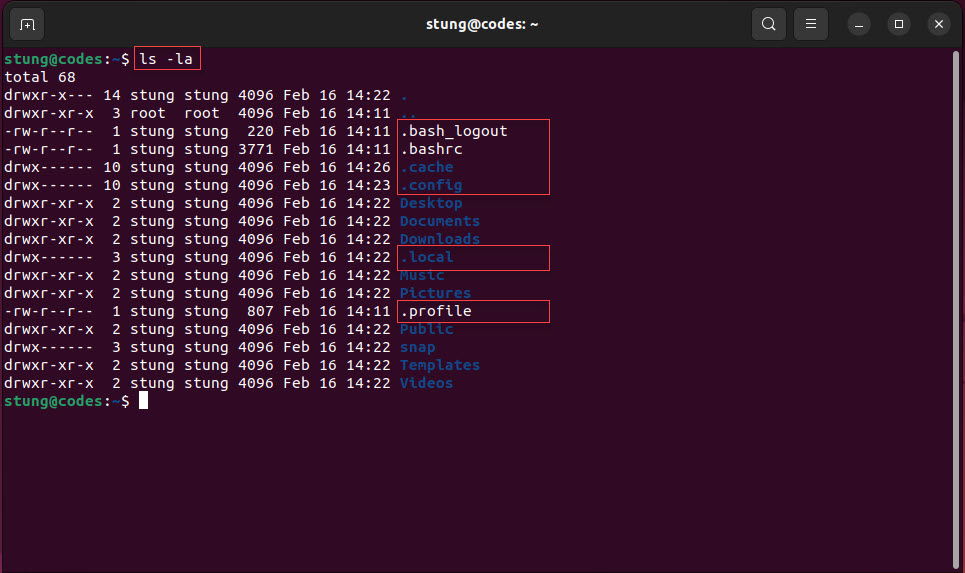 stung@codes: ~
stung@codes:~$ ls -la
total 68
drwxr-x--- 14 stung stung 4096 Feb 16 14:22 .
drwxr-xr-x  3 root  root  4096 Feb 16 14:11 ..
-rw-r--r--  1 stung stung  220 Feb 16 14:11 .bash_logout
-rw-r--r--  1 stung stung 3771 Feb 16 14:11 .bashrc
drwx------ 10 stung stung 4096 Feb 16 14:26 .cache
drwx------ 10 stung stung 4096 Feb 16 14:23 .config
drwxr-xr-x  2 stung stung 4096 Feb 16 14:22 Desktop
drwxr-xr-x  2 stung stung 4096 Feb 16 14:22 Documents
drwxr-xr-x  2 stung stung 4096 Feb 16 14:22 Downloads
drwx------  3 stung stung 4096 Feb 16 14:22 .local
drwxr-xr-x  2 stung stung 4096 Feb 16 14:22 Music
drwxr-xr-x  2 stung stung 4096 Feb 16 14:22 Pictures
-rw-r--r--  1 stung stung  807 Feb 16 14:11 .profile
drwxr-xr-x  2 stung stung 4096 Feb 16 14:22 Public
drwx------  3 stung stung 4096 Feb 16 14:22 snap
drwxr-xr-x  2 stung stung 4096 Feb 16 14:22 Templates
drwxr-xr-x  2 stung stung 4096 Feb 16 14:22 Videos
stung@codes:~$